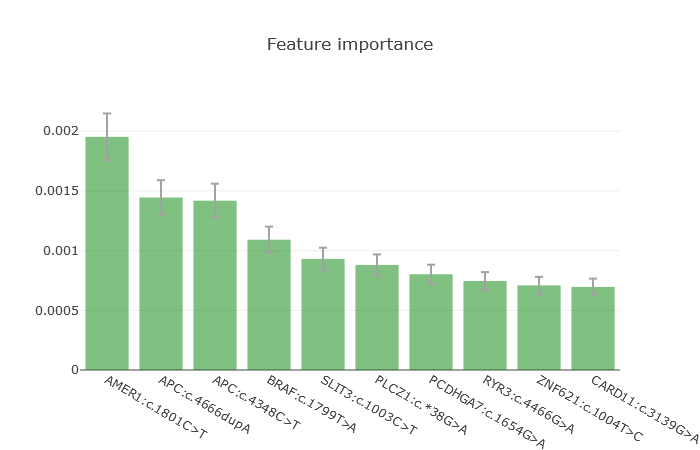 Feature importance
0.002
0.0015
0.001
0.0005
0
AMER1:c.1801C>T
APC:c.4666dupA
APC:c.4348C>T
BRAF:c.1799T>A
SLIT3:c.1003C>T
PLCZ1:c.*38G>A
PCDHGA7:c.1654G>A
RYR3:c.4466G>A
ZNF621:c.1004T>C
CARD11:c.3139G>A